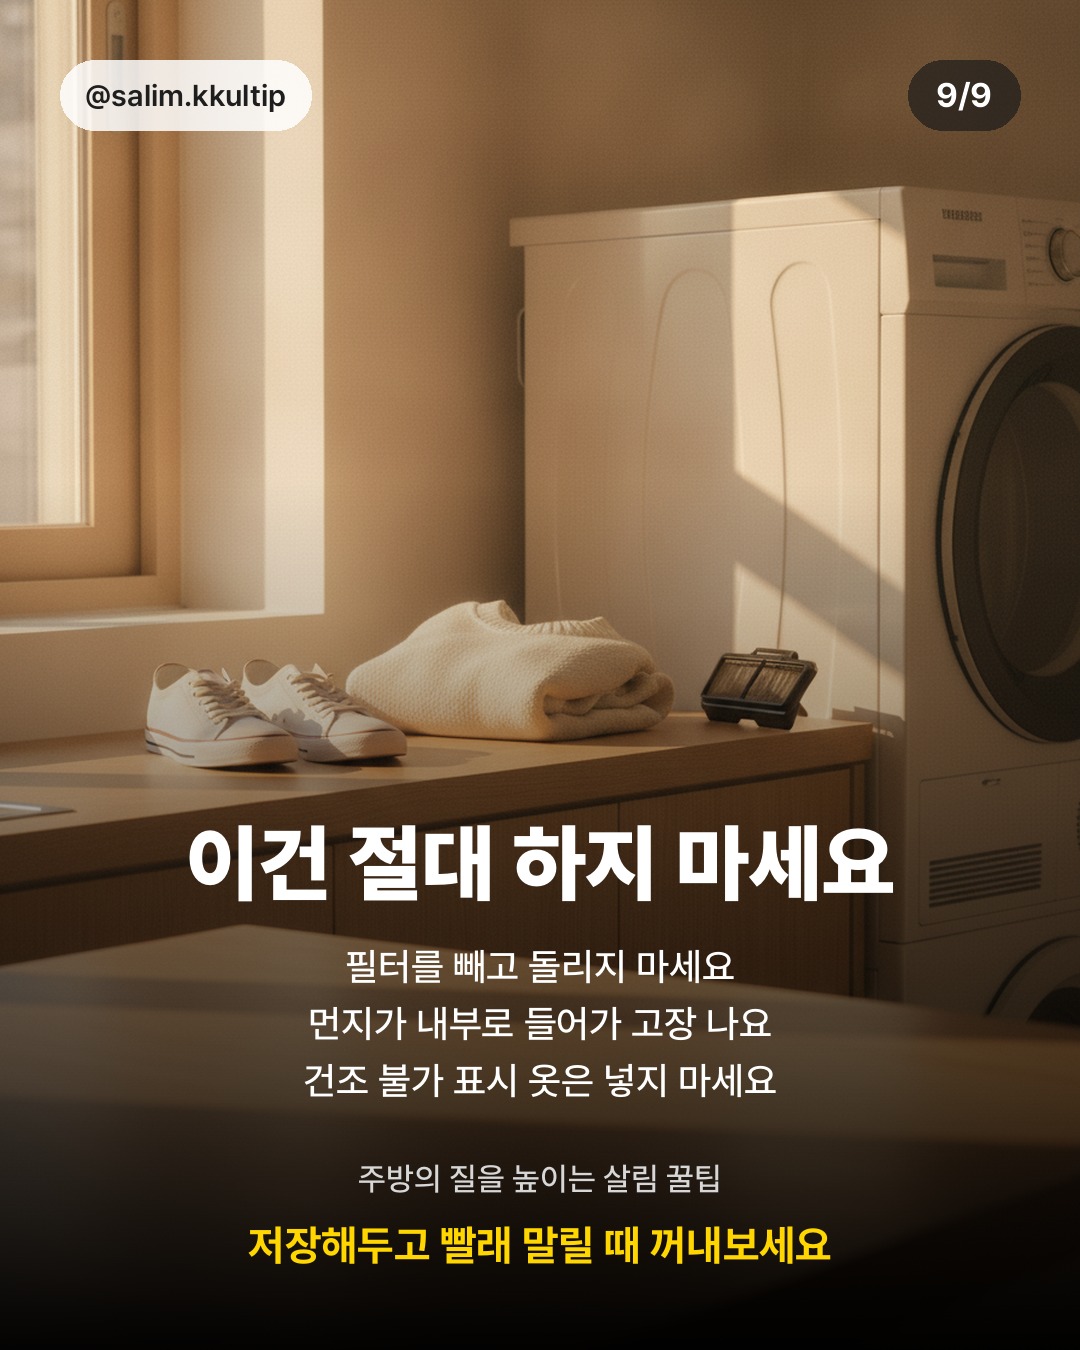 @salim.kkultip
9/9
이건 절대 하지 마세요
필터를 빼고 돌리지 마세요
먼지가 내부로 들어가 고장 나요
건조 불가 표시 옷은 넣지 마세요
주방의 질을 높이는 살림 꿀팁
저장해두고 빨래 말릴 때 꺼내보세요